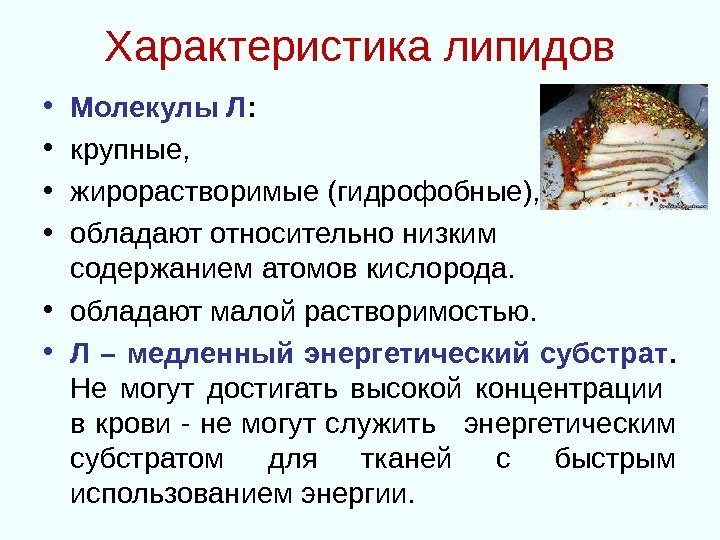 Характеристика липидов
• Молекулы Л:
• крупные,
• жирорастворимые (гидрофобные),
• обладают относительно низким
содержанием атомов кислорода.
• обладают малой растворимостью.
• Л – медленный энергетический субстрат.
Не могут достигать высокой концентрации
в крови - не могут служить энергетическим
субстратом для тканей с быстрым
использованием энергии.